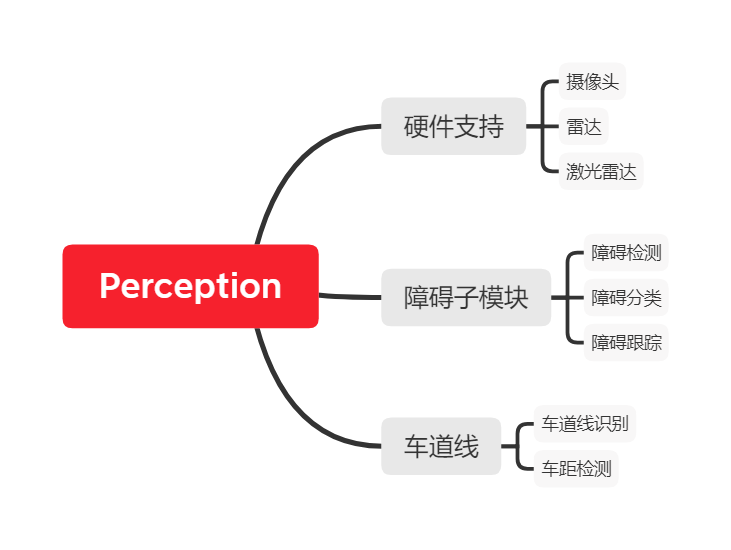 Perception
硬件支持
摄像头
雷达
激光雷达
障碍子模块
障碍检测
障碍分类
障碍跟踪
车道线
车道线识别
车距检测